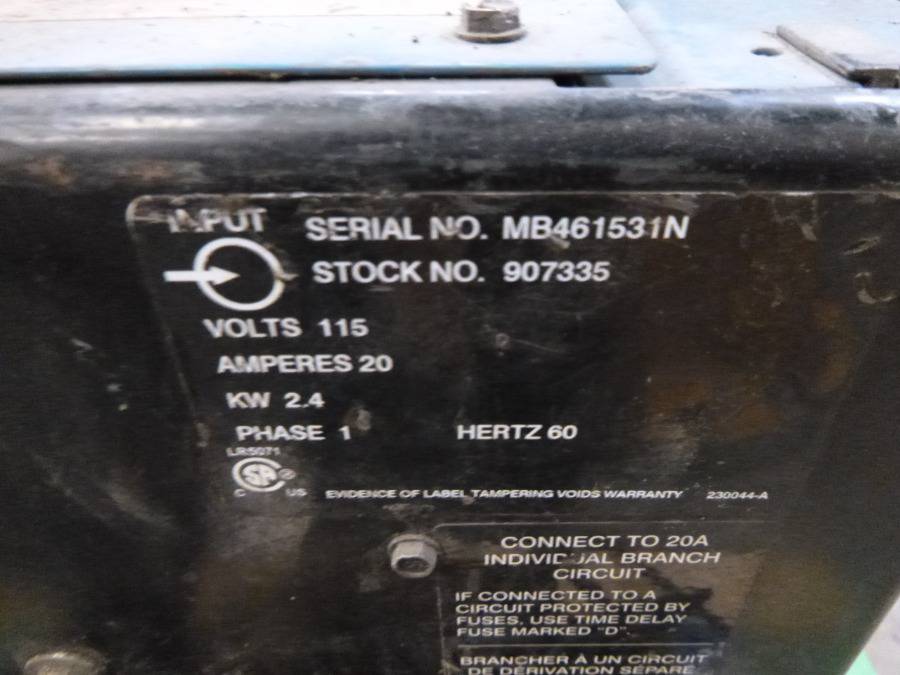 INPUT
SERIAL NO. MB461531N
STOCK NO. 907335
VOLTS 115
AMPERES 20
KW 2.4
PHASE 1 HERTZ 60
LR5071
C US
EVIDENCE OF LABEL TAMPERING VOIDS WARRANTY 230044-A
CONNECT TO 20A
INDIVIDUAL BRANCH
CIRCUIT
IF CONNECTED TO A
CIRCUIT PROTECTED BY
FUSES, USE TIME DELAY
FUSE MARKED "D".
BRANCHER À UN CIRCUIT
DE DÉRIVATION SÉPARÉ